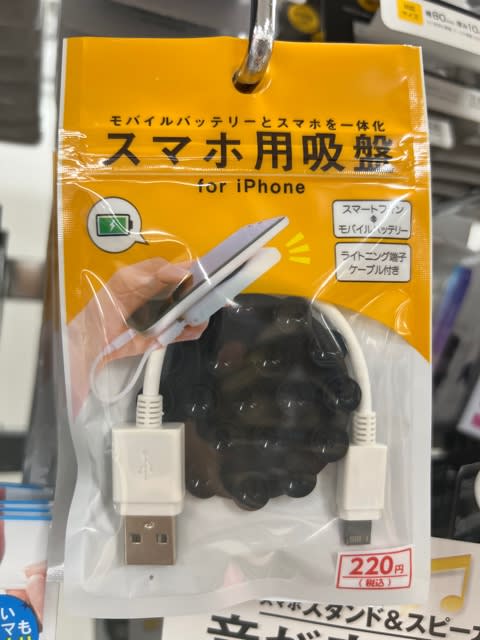 モバイルバッテリーとスマホを一体化
スマホ用吸盤
for iPhone
スマートフォン
モバイルバッテリー
ライトニング端子
ケーブル付き
220円
(税込)
スマホスタンド&スピー
音が